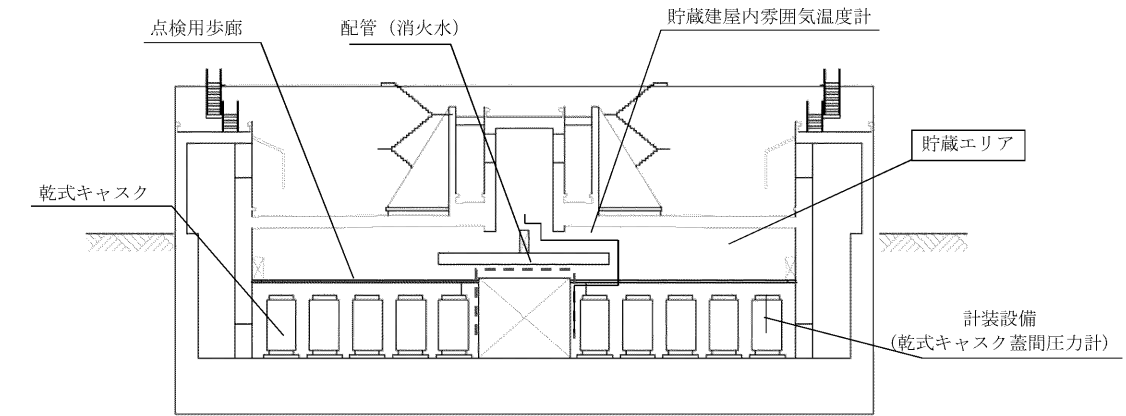 点検用歩廊
配管（消火水）
貯蔵建屋内雰囲気温度計
貯蔵エリア
乾式キャスク
計装設備
（乾式キャスク蓋間圧力計）